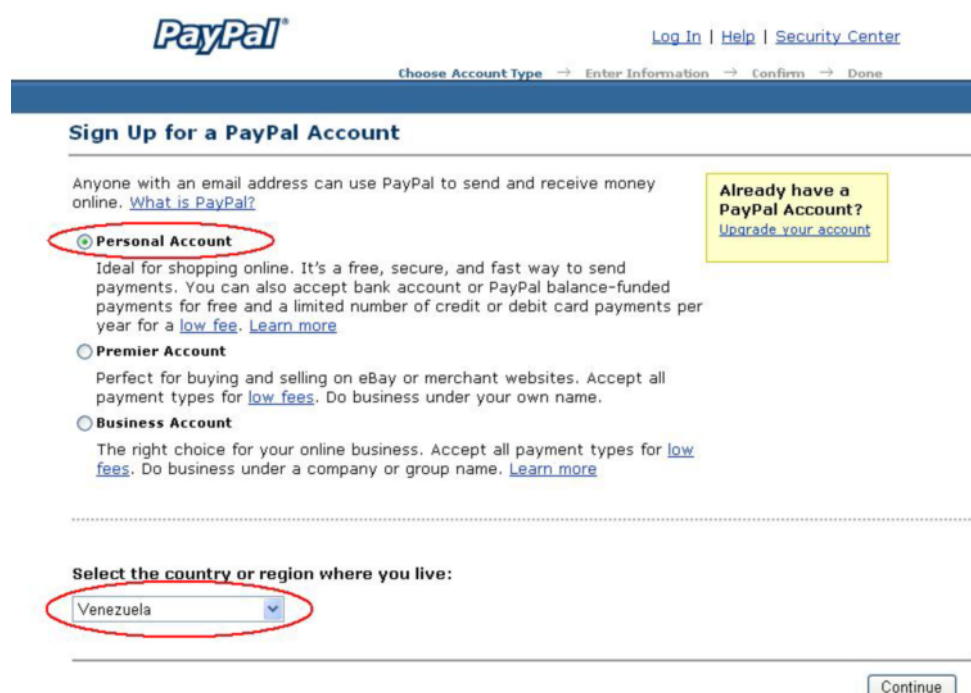 PayPal®
Log In | Help | Security Center
Choose Account Type → Enter Information → Confirm → Done
Sign Up for a PayPal Account
Anyone with an email address can use PayPal to send and receive money
online. What is PayPal?
Already have a
PayPal Account?
Upgrade your account
Personal Account
Ideal for shopping online. It's a free, secure, and fast way to send
payments. You can also accept bank account or PayPal balance-funded
payments for free and a limited number of credit or debit card payments per
year for a low fee. Learn more
Premier Account
Perfect for buying and selling on eBay or merchant websites. Accept all
payment types for low fees. Do business under your own name.
Business Account
The right choice for your online business. Accept all payment types for low
fees. Do business under a company or group name. Learn more
Select the country or region where you live:
Venezuela
Continue